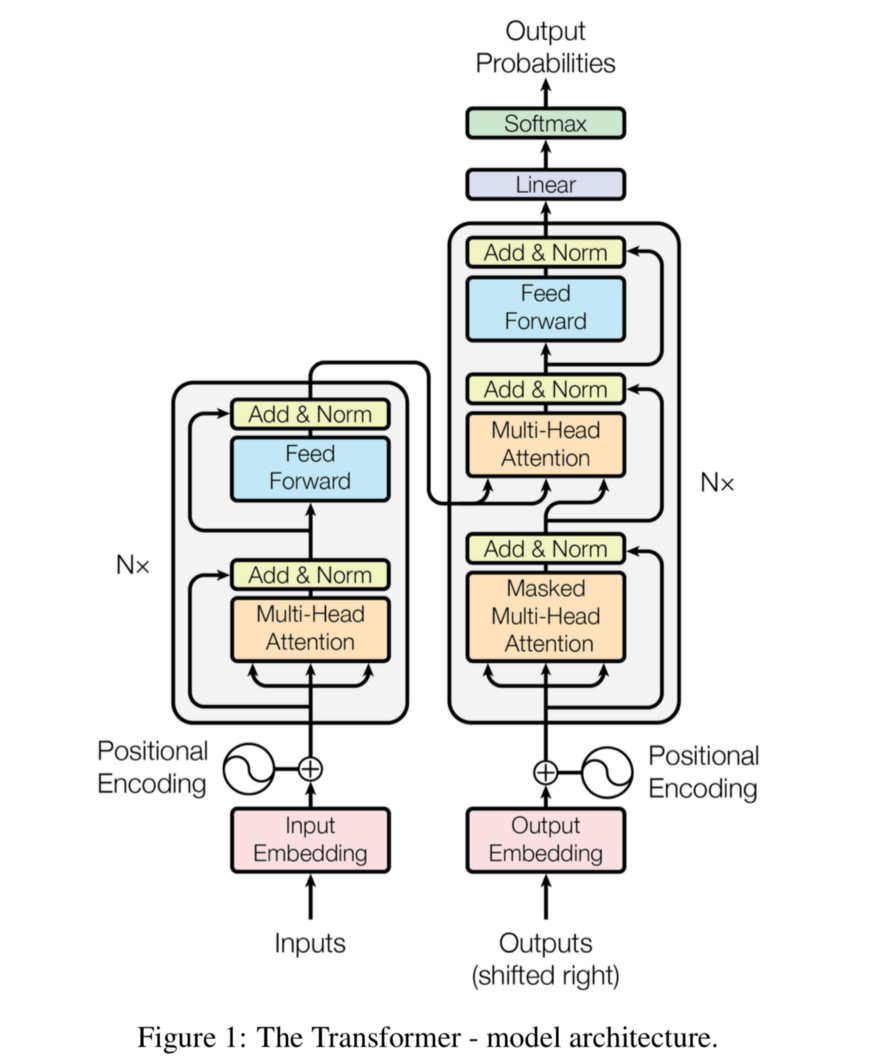 Output
Probabilities
Softmax
Linear
Add & Norm
Feed
Forward
Add & Norm
Multi-Head
Attention
Add & Norm
Masked
Multi-Head
Attention
Nx
Add & Norm
Feed
Forward
Add & Norm
Multi-Head
Attention
Nx
Positional
Encoding
Positional
Encoding
Input
Embedding
Output
Embedding
Inputs
Outputs
(shifted right)
Figure 1: The Transformer - model architecture.